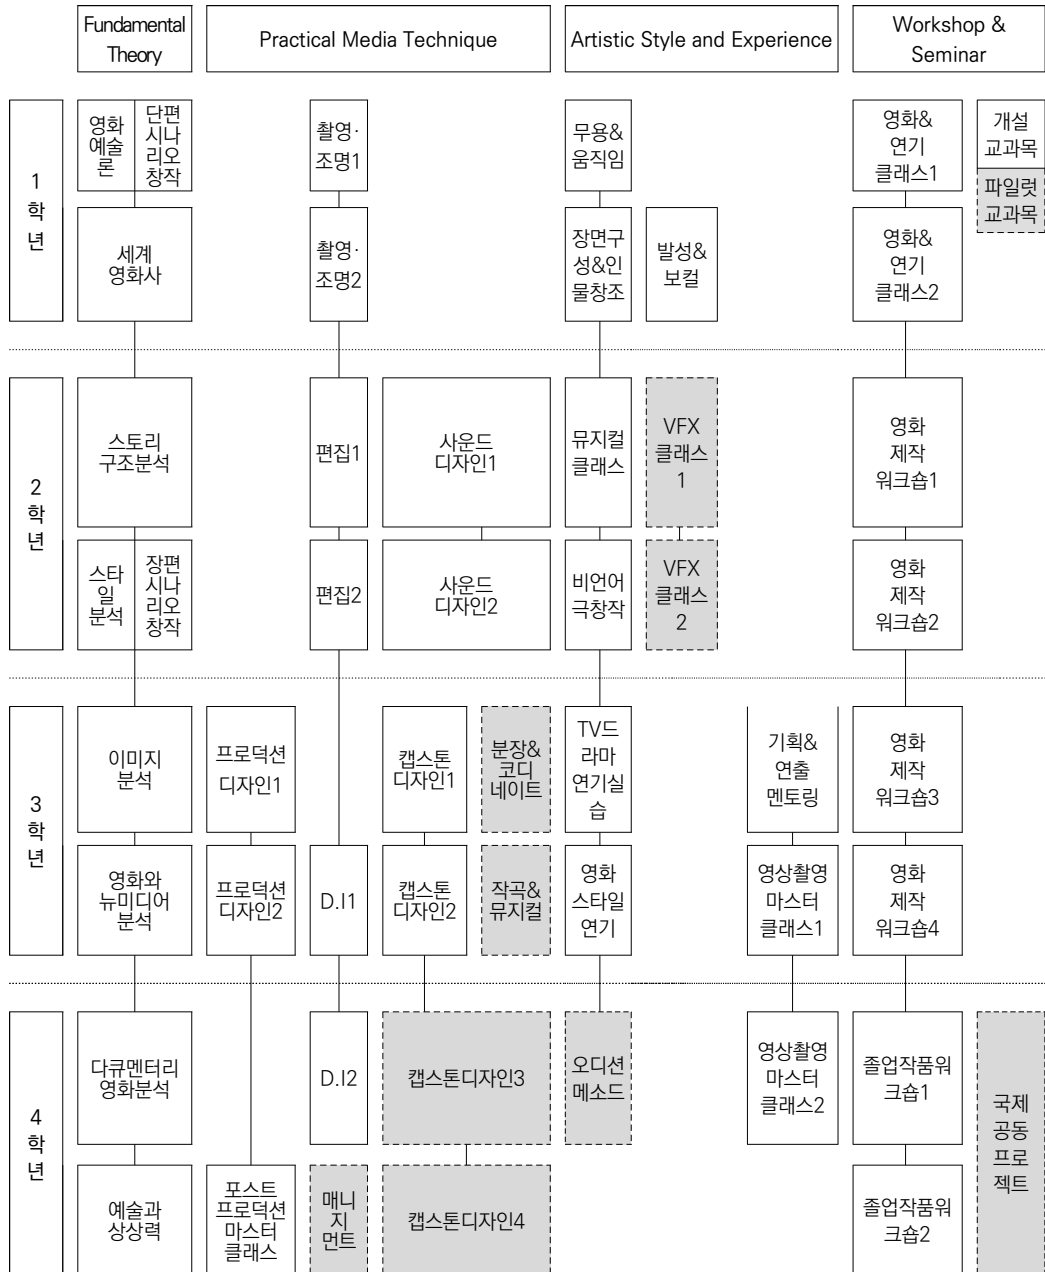 Fundamental
Theory
Practical Media Technique
Artistic Style and Experience
Workshop &
Seminar
1
학
년
영화
예술
론
단편
시나
리오
창작
촬영·
조명1
무용&
움직임
영화&
연기
클래스1
개설
교과목
파일럿
교과목
세계
영화사
촬영·
조명2
장면구
성&인
물창조
발성&
보컬
영화&
연기
클래스2
2
학
년
스토리
구조분석
편집1
사운드
디자인1
뮤지컬
클래스
VFX
클래스
1
영화
제작
워크숍1
스타
일
분석
장편
시나
리오
창작
편집2
사운드
디자인2
비언어
극창작
VFX
클래스
2
영화
제작
워크숍2
3
학
년
이미지
분석
프로덕션
디자인1
캡스톤
디자인1
분장&
코디
네이트
TV드
라마
연기실
습
기획&
연출
멘토링
영화
제작
워크숍3
영화와
뉴미디어
분석
프로덕션
디자인2
D.I1
캡스톤
디자인2
작곡&
뮤지컬
영화
스타일
연기
영상촬영
마스터
클래스1
영화
제작
워크숍4
4
학
년
다큐멘터리
영화분석
D.I2
캡스톤디자인3
오디션
메소드
영상촬영
마스터
클래스2
졸업작품워
크숍1
국제
공동
프로
젝트
예술과
상상력
포스트
프로덕션
마스터
클래스
매니
지
먼트
캡스톤디자인4
졸업작품워
크숍2